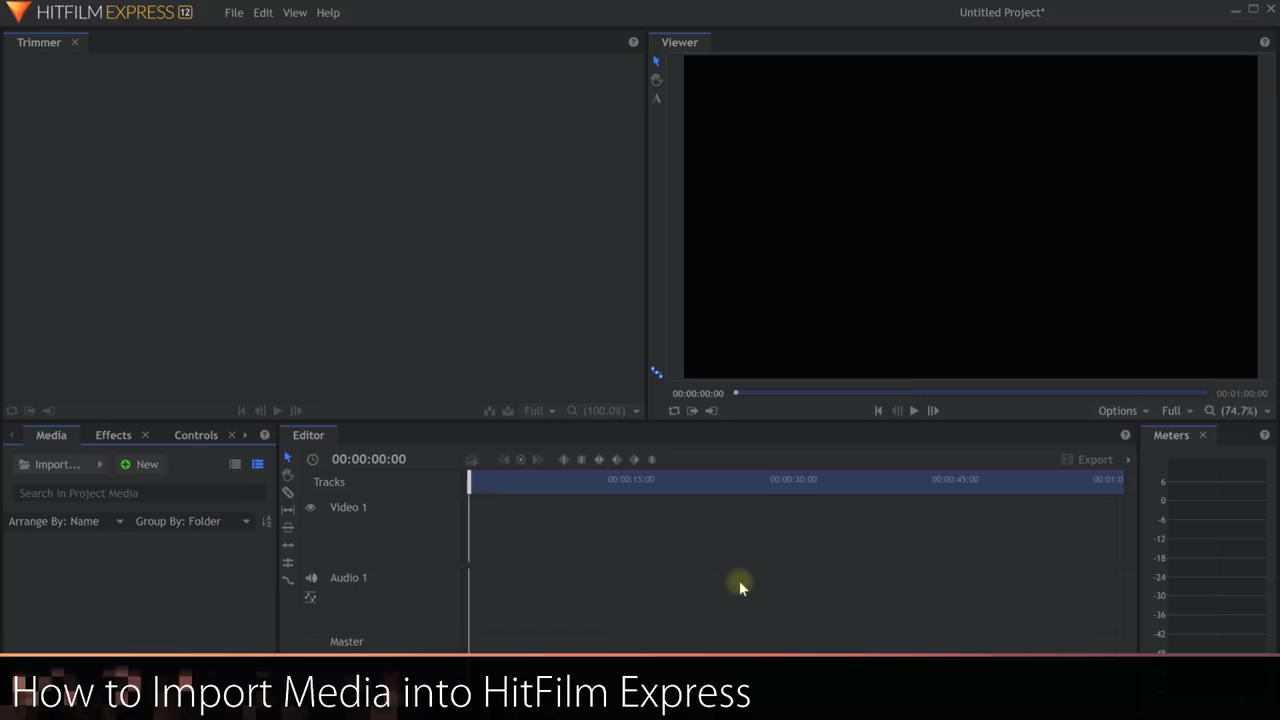 HITFILM EXPRESS 12 File Edit View Help Untitled Project*
Trimmer
Viewer
A
00:00:00:00 00:01:00:00
Full (100.0%)
Options Full (74.7%)
Media Effects Controls
Editor
Meters
Import... New
00:00:00:00
Export
Search in Project Media
Tracks
00:00:15:00 00:00:30:00 00:00:45:00 00:01:0
Arrange By: Name Group By: Folder
Video 1
Audio 1
Master
6
0
-6
-12
-18
-24
-30
-36
-42
48
How to Import Media into HitFilm Express